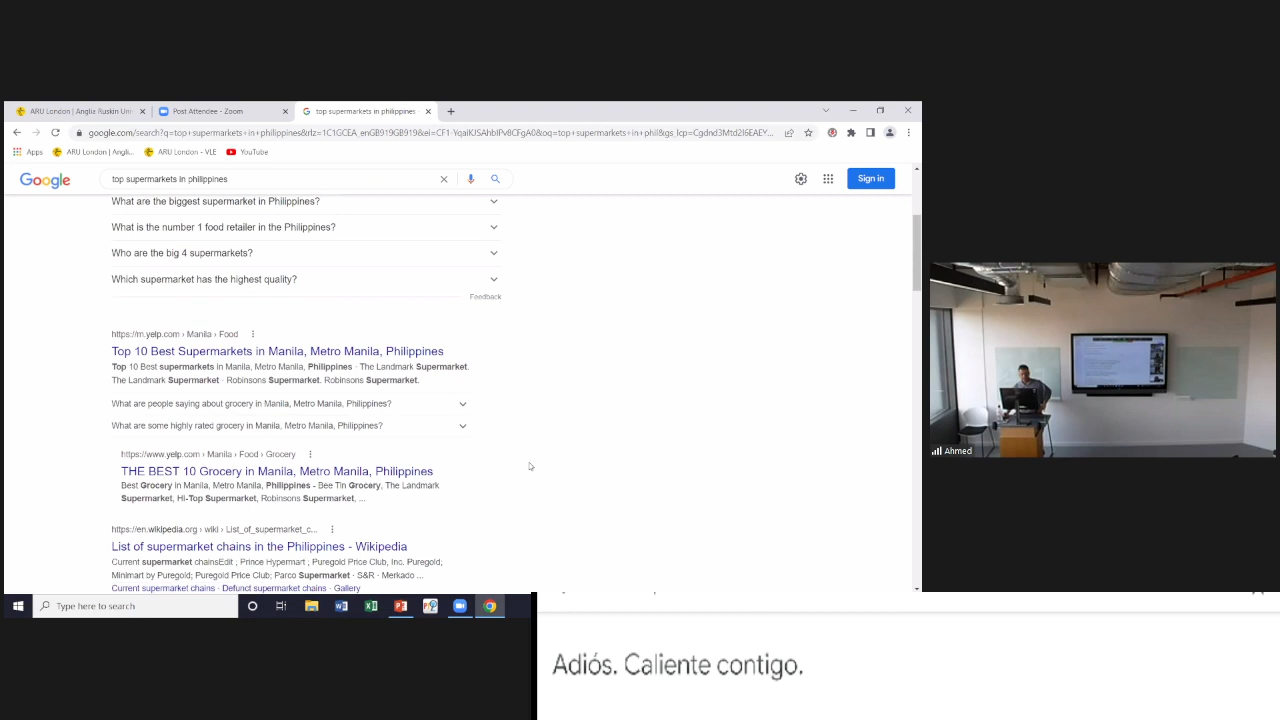 ARU London | Anglia Ruskin Uni
Post Attendee - Zoom
top supermarkets in philippines
Apps
ARU London | Angli...
ARU London - VLE
YouTube
Google
top supermarkets in philippines
Sign in
What are the biggest supermarket in Philippines?
What is the number 1 food retailer in the Philippines?
Who are the big 4 supermarkets?
Which supermarket has the highest quality?
Feedback
https://m.yelp.com › Manila › Food
Top 10 Best Supermarkets in Manila, Metro Manila, Philippines
Top 10 Best supermarkets in Manila, Metro Manila, Philippines · The Landmark Supermarket.
The Landmark Supermarket · Robinsons Supermarket. Robinsons Supermarket.
What are people saying about grocery in Manila, Metro Manila, Philippines?
What are some highly rated grocery in Manila, Metro Manila, Philippines?
https://www.yelp.com › Manila › Food › Grocery
THE BEST 10 Grocery in Manila, Metro Manila, Philippines
Best Grocery in Manila, Metro Manila, Philippines - Bee Tin Grocery, The Landmark
Supermarket, HI-Top Supermarket, Robinsons Supermarket, ...
https://en.wikipedia.org › wiki › List_of_supermarket_c...
List of supermarket chains in the Philippines - Wikipedia
Current supermarket chainsEdit ; Prince Hypermart ; Puregold Price Club, Inc. Puregold;
Minimart by Puregold; Puregold Price Club; Parco Supermarket · S&R · Merkado ...
Current supermarket chains · Defunct supermarket chains · Gallery
Type here to search
Ahmed
Adiós. Caliente contigo.